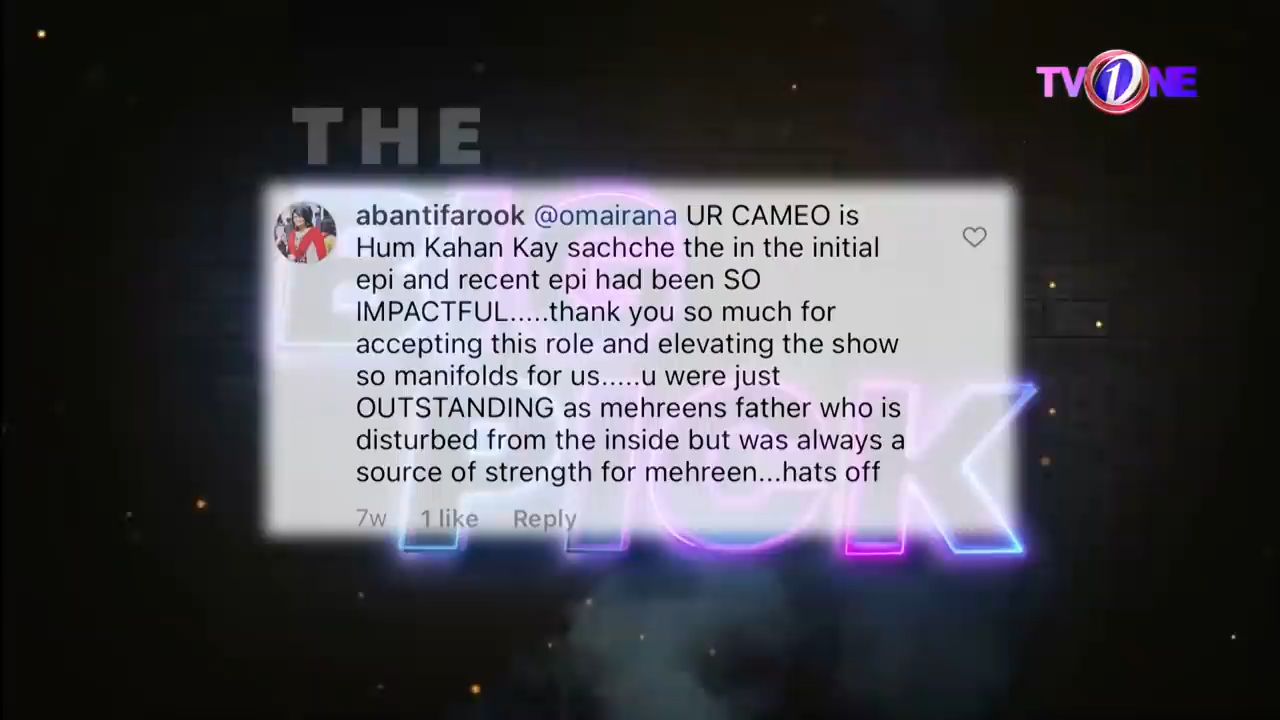 TV1NE
THE
BIG
PICK
abantifarook @omairana UR CAMEO is
Hum Kahan Kay sachche the in the initial
epi and recent epi had been SO
IMPACTFUL.....thank you so much for
accepting this role and elevating the show
so manifolds for us.....u were just
OUTSTANDING as mehreens father who is
disturbed from the inside but was always a
source of strength for mehreen...hats off
7w 1 like Reply